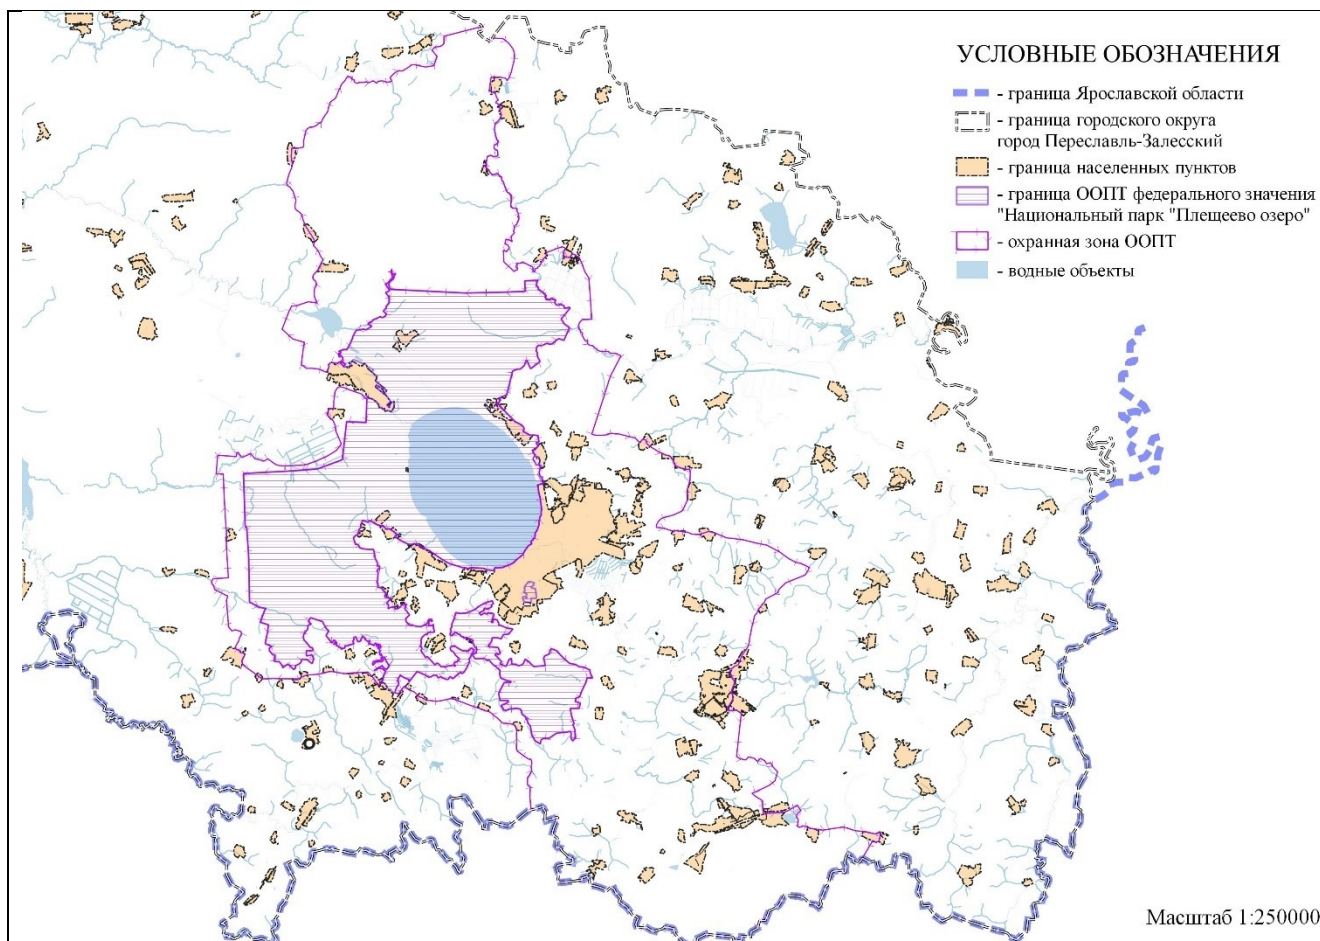 УСЛОВНЫЕ ОБОЗНАЧЕНИЯ
- граница Ярославской области
- граница городского округа
город Переславль-Залесский
- граница населенных пунктов
- граница ООПТ федерального значения
"Национальный парк "Плещеево озеро"
- охранная зона ООПТ
- водные объекты
Масштаб 1:250000